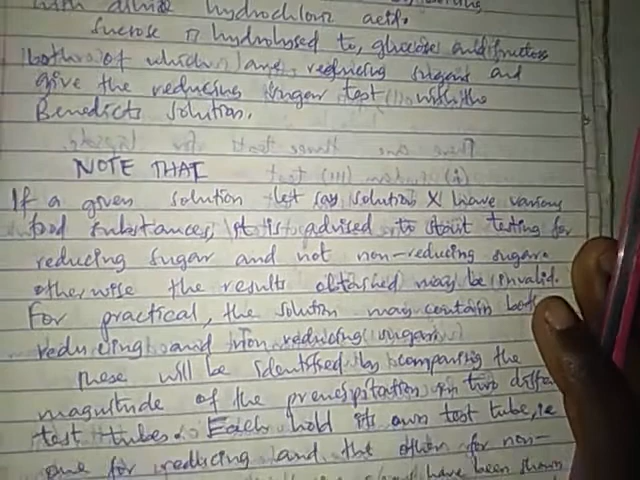 with dilute hydrochloric acid.
Sucrose is hydrolysed to, glucose and fructose
both of which are reducing sugars and
give the reducing sugar test with the
Benedicts solution.
NOTE THAT
If a given solution let say solution X have various
food substances, it is advised to start testing for
reducing sugar and not non-reducing sugar.
otherwise the results obtained may be invalid.
For practical, the solution may contain both
reducing and non reducing sugars
These will be identified by comparing the
magnitude of the precipitation in two
test tubes. Each hold its own test tube, ie
one for reducing and the other for non-
have been shown